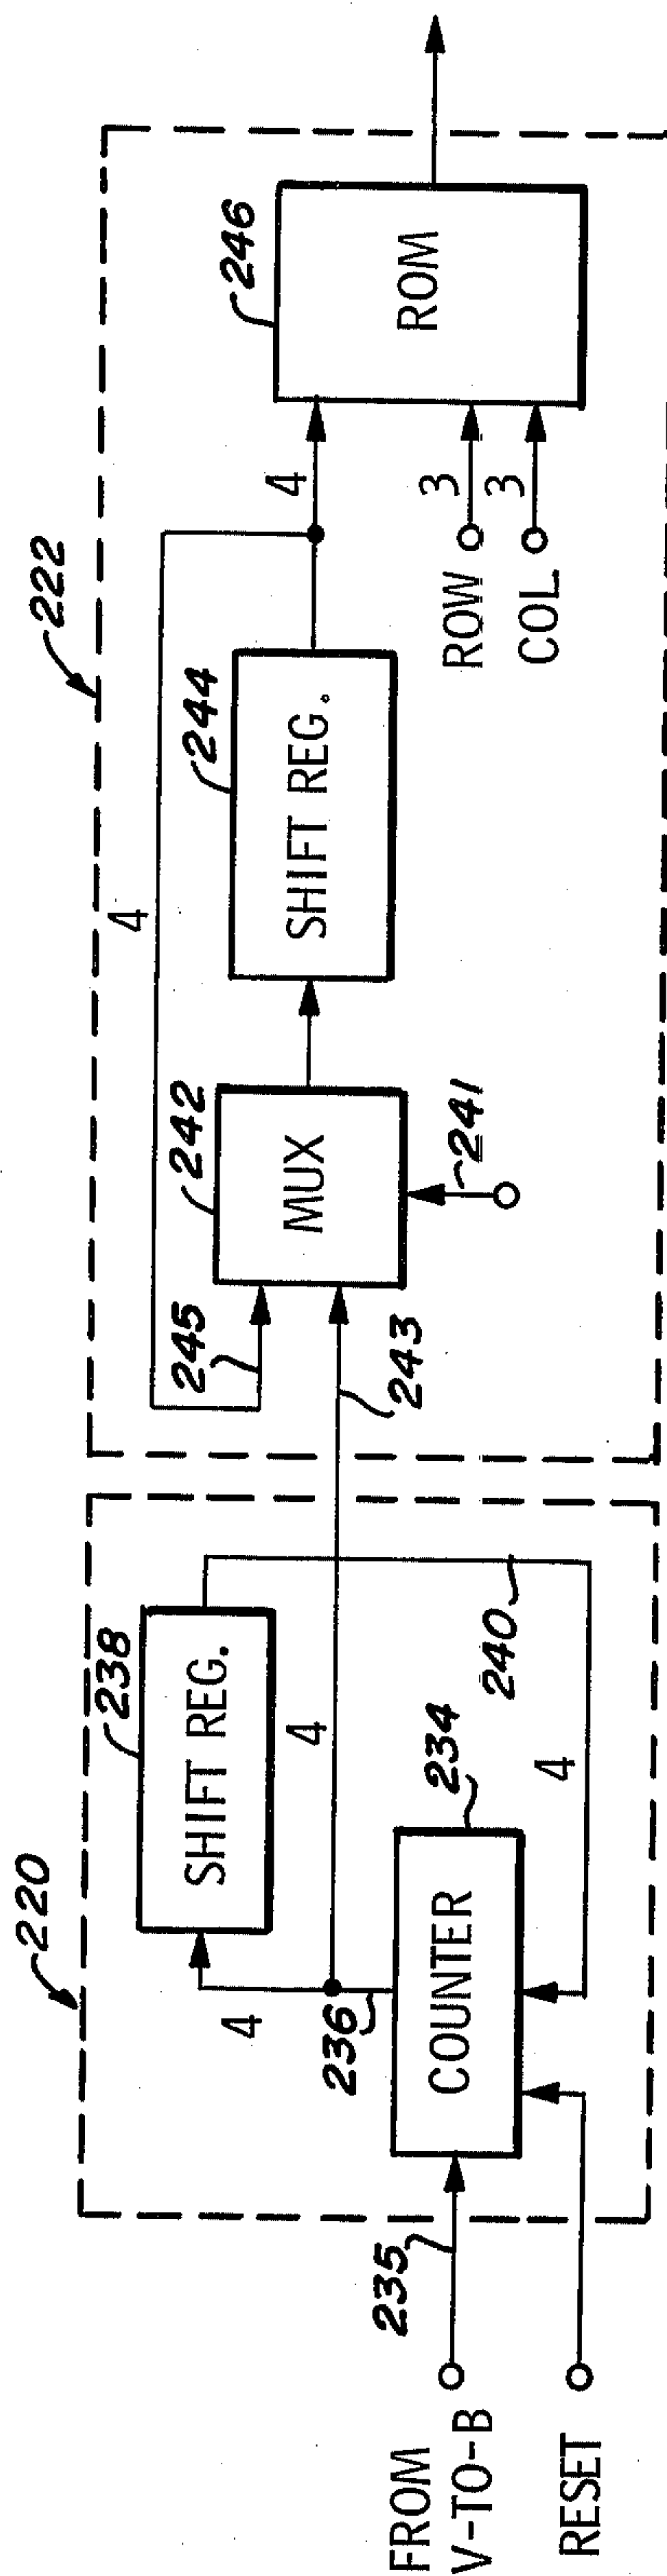 220
222
238
SHIFT REG.
4
4
236
FROM
V-TO-B
235
COUNTER
234
RESET
4
240
4
245
243
242
MUX
241
244
SHIFT REG.
4
ROW
3
COL
3
246
ROM